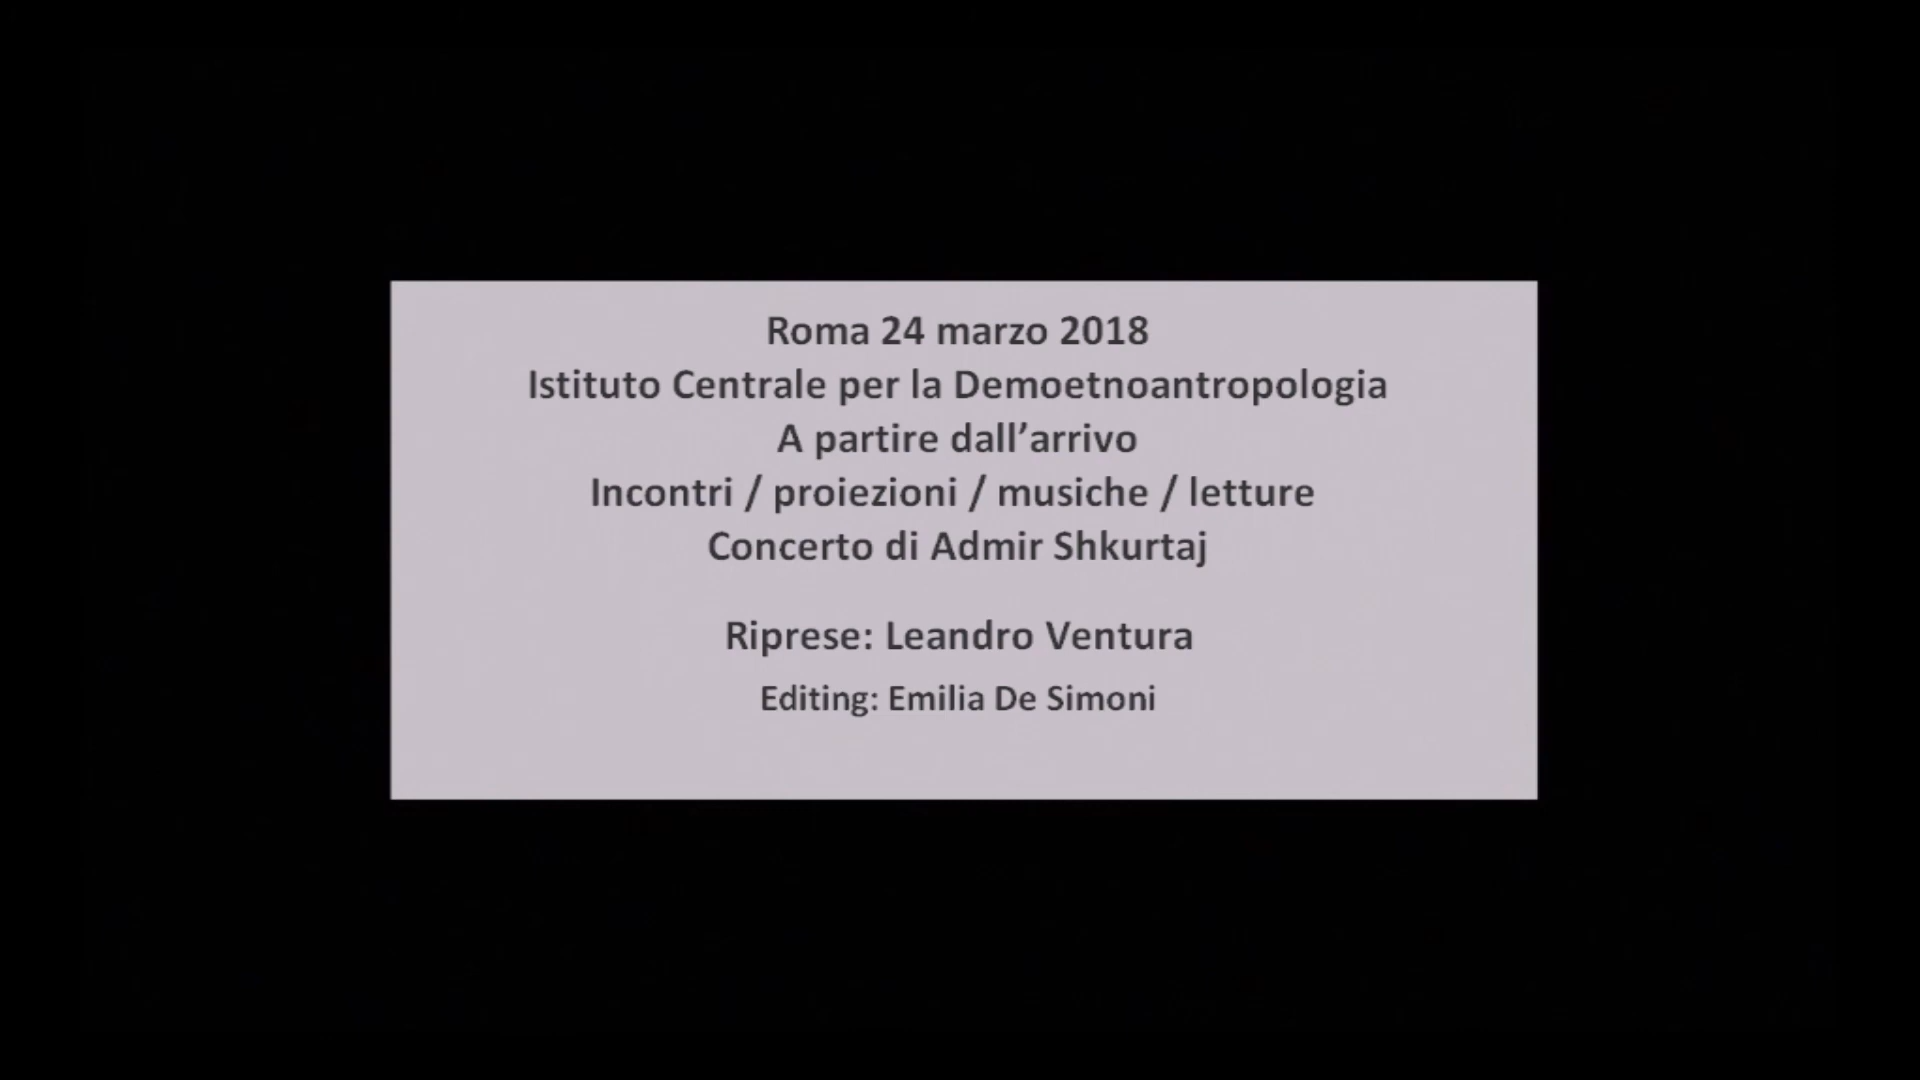 Roma 24 marzo 2018
Istituto Centrale per la Demoetnoantropologia
A partire dall’arrivo
Incontri / proiezioni / musiche / letture
Concerto di Admir Shkurtaj
Riprese: Leandro Ventura
Editing: Emilia De Simoni